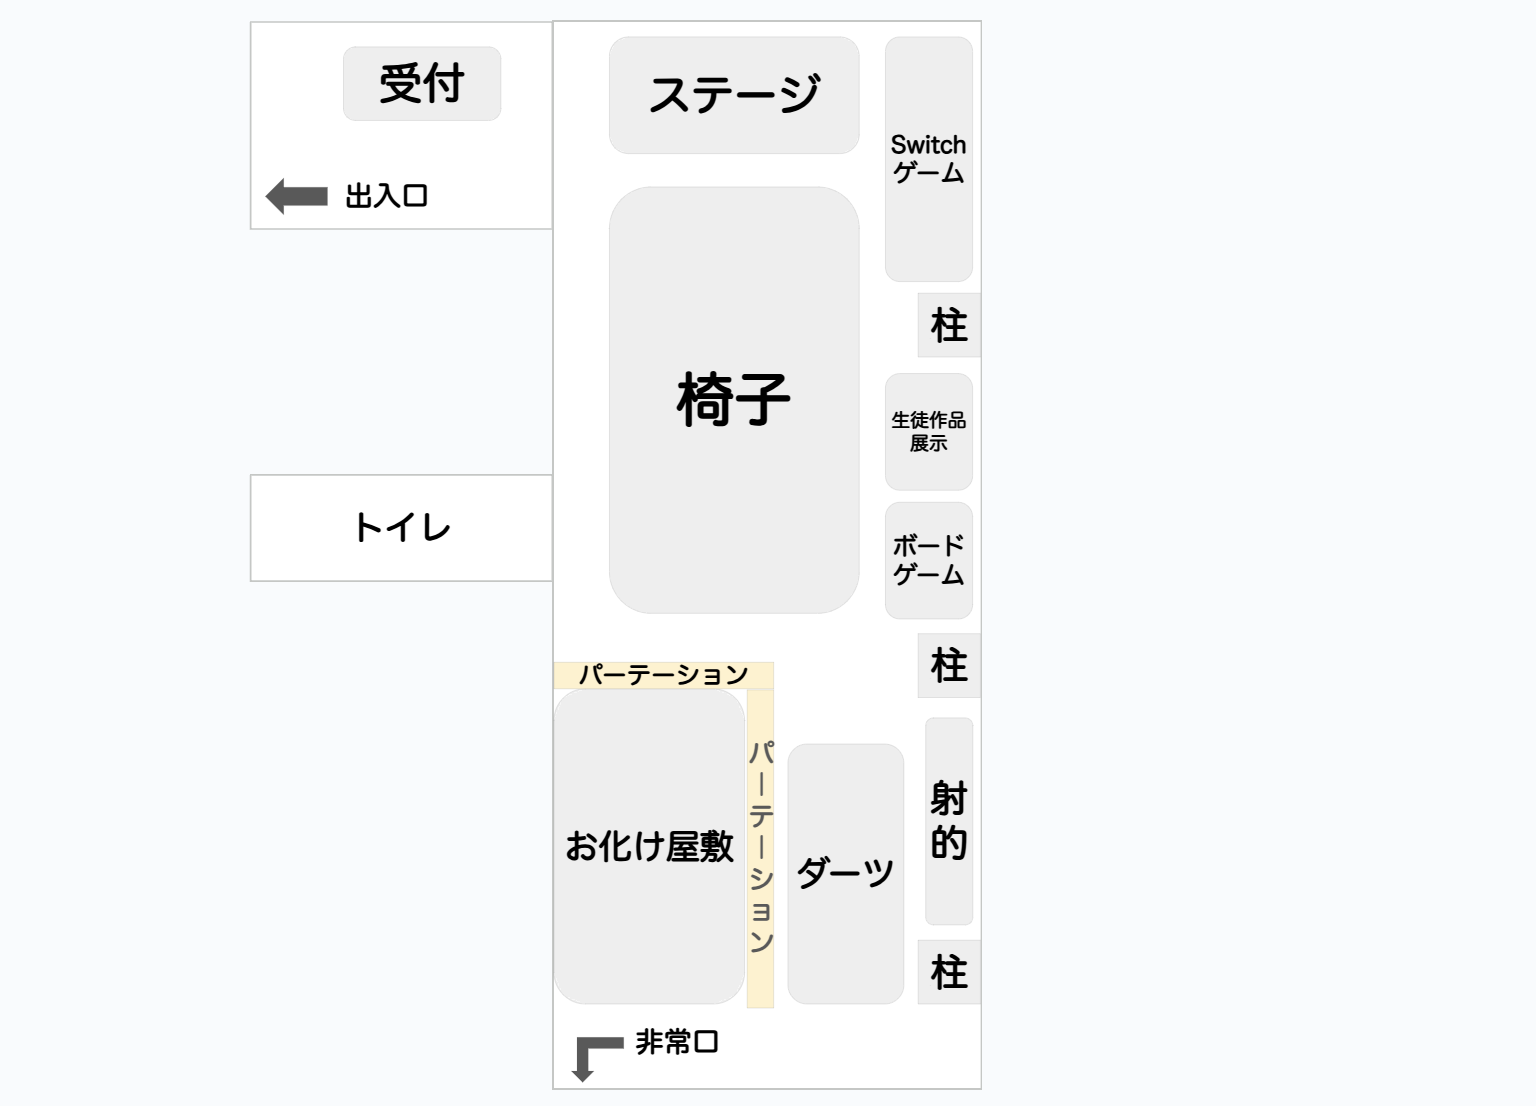 受付
出入口
ステージ
Switch
ゲーム
椅子
柱
生徒作品
展示
ボード
ゲーム
トイレ
柱
パーテーション
パーテーション
お化け屋敷
ダーツ
射
的
柱
非常口